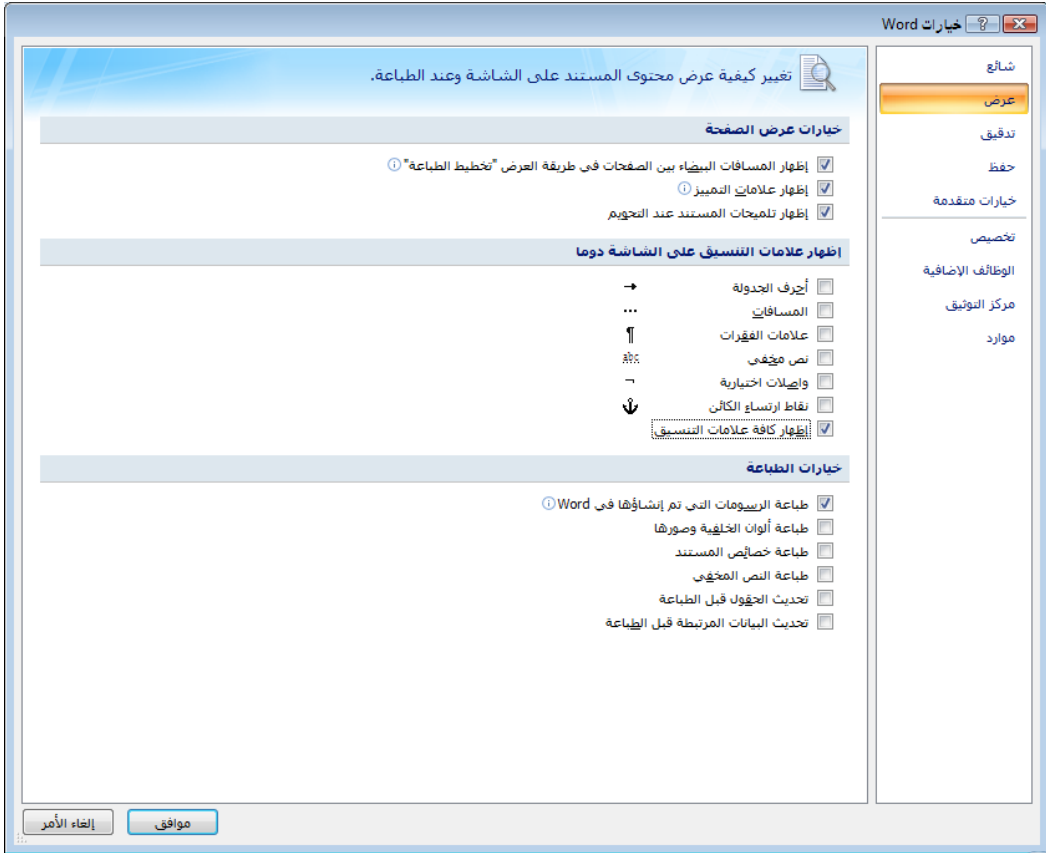 خيارات Word
شائع
عرض
تدقيق
حفظ
خيارات متقدمة
تخصيص
الوظائف الإضافية
مركز التوثيق
موارد
تغيير كيفية عرض محتوى المستند على الشاشة وعند الطباعة.
خيارات عرض الصفحة
إظهار المسافات البيضاء بين الصفحات في طريقة العرض "تخطيط الطباعة"
إظهار علامات التمييز
إظهار تلميحات المستند عند التحويم
إظهار علامات التنسيق على الشاشة دوما
أحرف الجدولة →
المسافات ...
علامات الفقرات ¶
نص مخفى abc
واصلات اختيارية ¬
نقاط ارتساء الكائن
إظهار كافة علامات التنسيق
خيارات الطباعة
طباعة الرسومات التي تم إنشاؤها في Word
طباعة ألوان الخلفية وصورها
طباعة خصائص المستند
طباعة النص المخفي
تحديث الحقول قبل الطباعة
تحديث البيانات المرتبطة قبل الطباعة
موافق
إلغاء الأمر